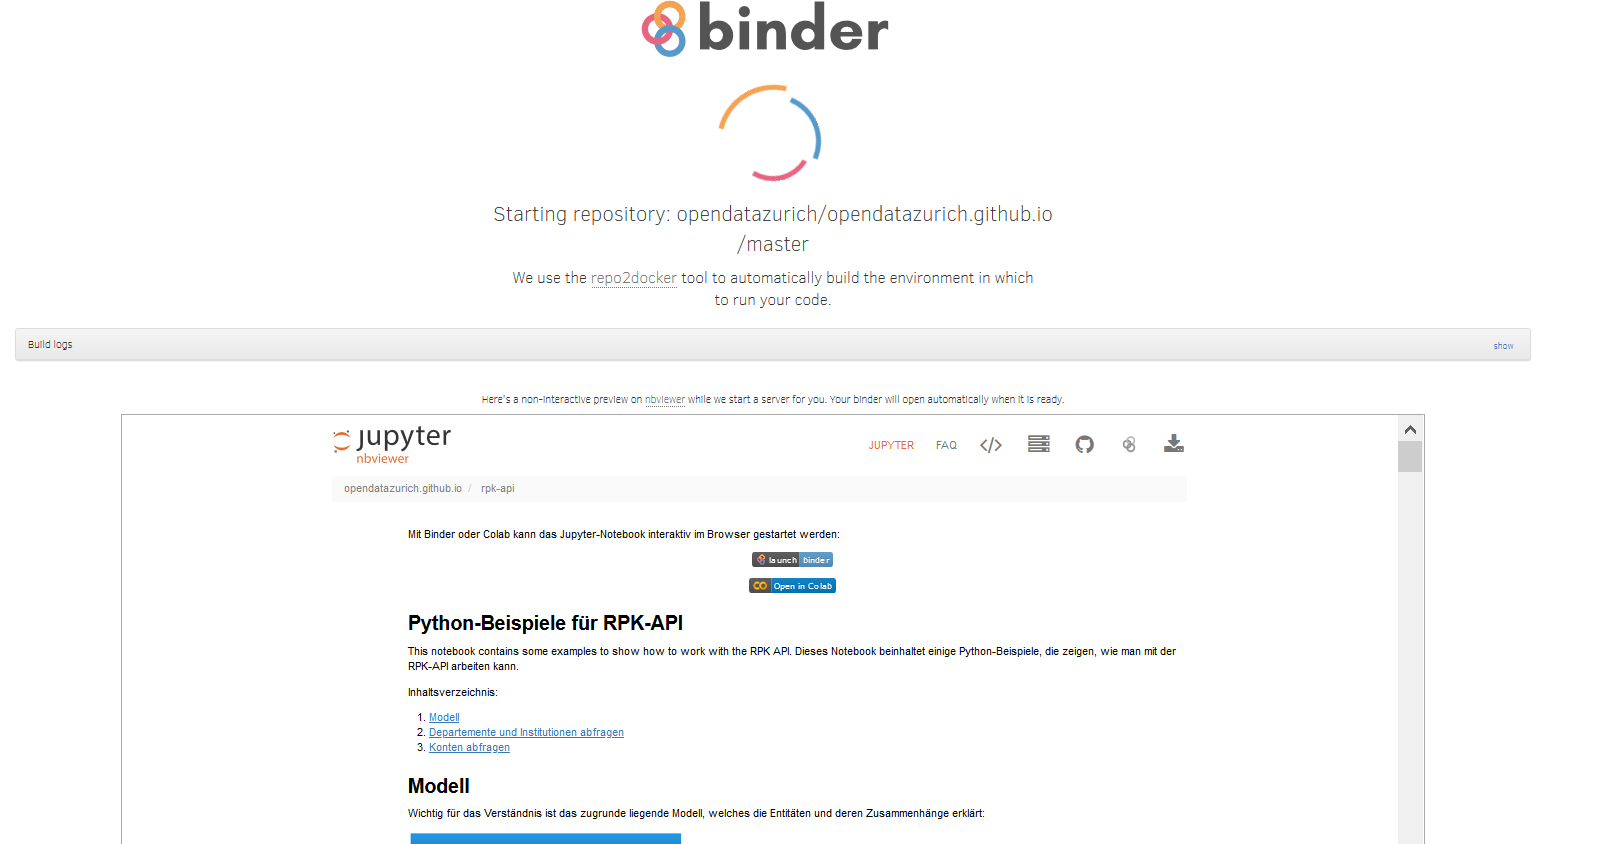 binder
Starting repository: opendatazurich/opendatazurich.github.io
/master
We use the repo2docker tool to automatically build the environment in which
to run your code.
Build logs
show
Here's a non-interactive preview on nbviewer while we start a server for you. Your binder will open automatically when it is ready.
jupyter
nbviewer
JUPYTER FAQ </>
opendatazurich.github.io / rpk-api
Mit Binder oder Colab kann das Jupyter-Notebook interaktiv im Browser gestartet werden:
launch binder
Open in Colab
Python-Beispiele für RPK-API
This notebook contains some examples to show how to work with the RPK API. Dieses Notebook beinhaltet einige Python-Beispiele, die zeigen, wie man mit der
RPK-API arbeiten kann.
Inhaltsverzeichnis:
1. Modell
2. Departemente und Institutionen abfragen
3. Konten abfragen
Modell
Wichtig für das Verständnis ist das zugrunde liegende Modell, welches die Entitäten und deren Zusammenhänge erklärt: